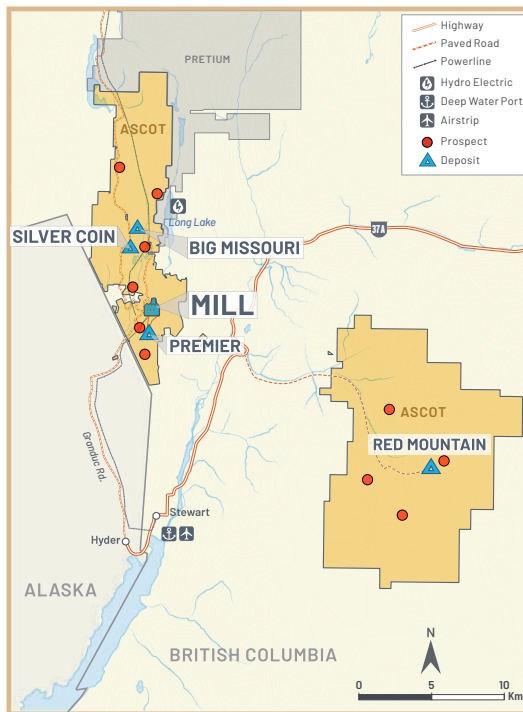 Highway
Paved Road
Powerline
Hydro Electric
Deep Water Port
Airstrip
Prospect
Deposit
PRETIUM
ASCOT
Long Lake
SILVER COIN
BIG MISSOURI
37A
MILL
PREMIER
ASCOT
RED MOUNTAIN
Granduc Rd.
Stewart
Hyder
ALASKA
BRITISH COLUMBIA
N
0 5 10
Km